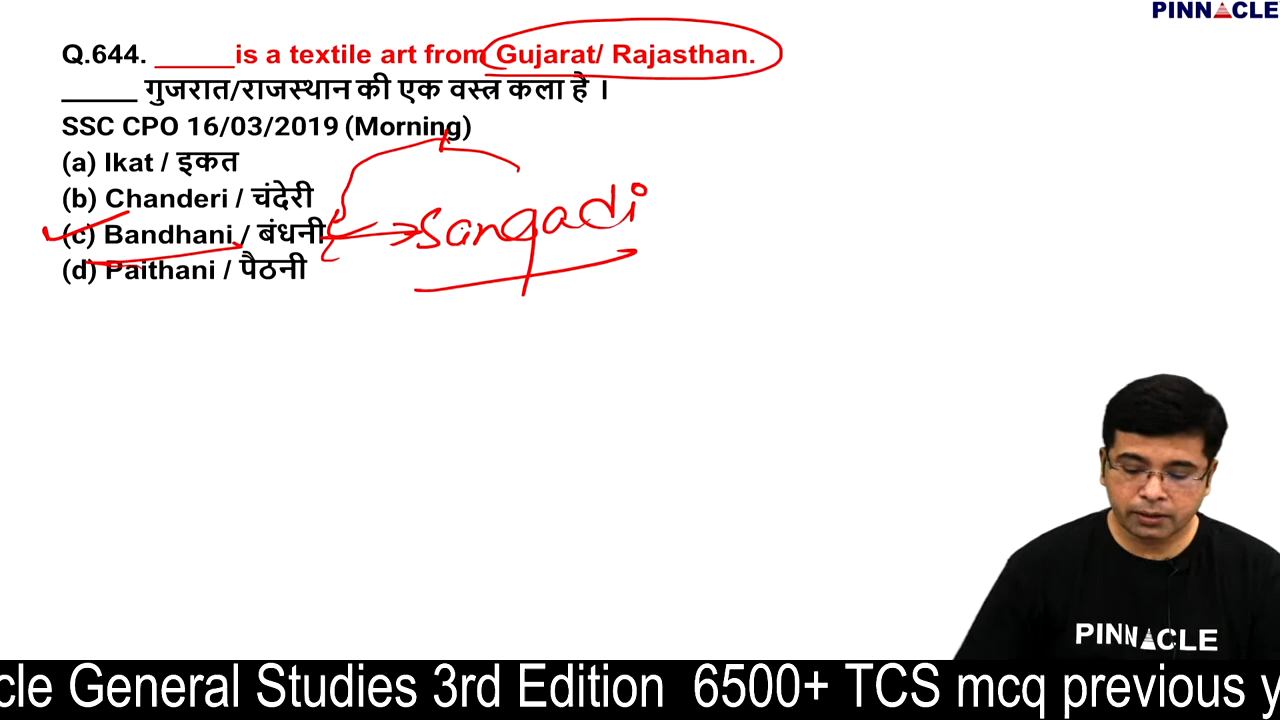 PINNACLE
Q.644. ______is a textile art from Gujarat/ Rajasthan.
______ गुजरात/राजस्थान की एक वस्त्र कला है ।
SSC CPO 16/03/2019 (Morning)
(a) Ikat / इकत
(b) Chanderi / चंदेरी
(c) Bandhani / बंधनी
Sangadi
(d) Paithani / पैठनी
PINNACLE
cle General Studies 3rd Edition 6500+ TCS mcq previous y